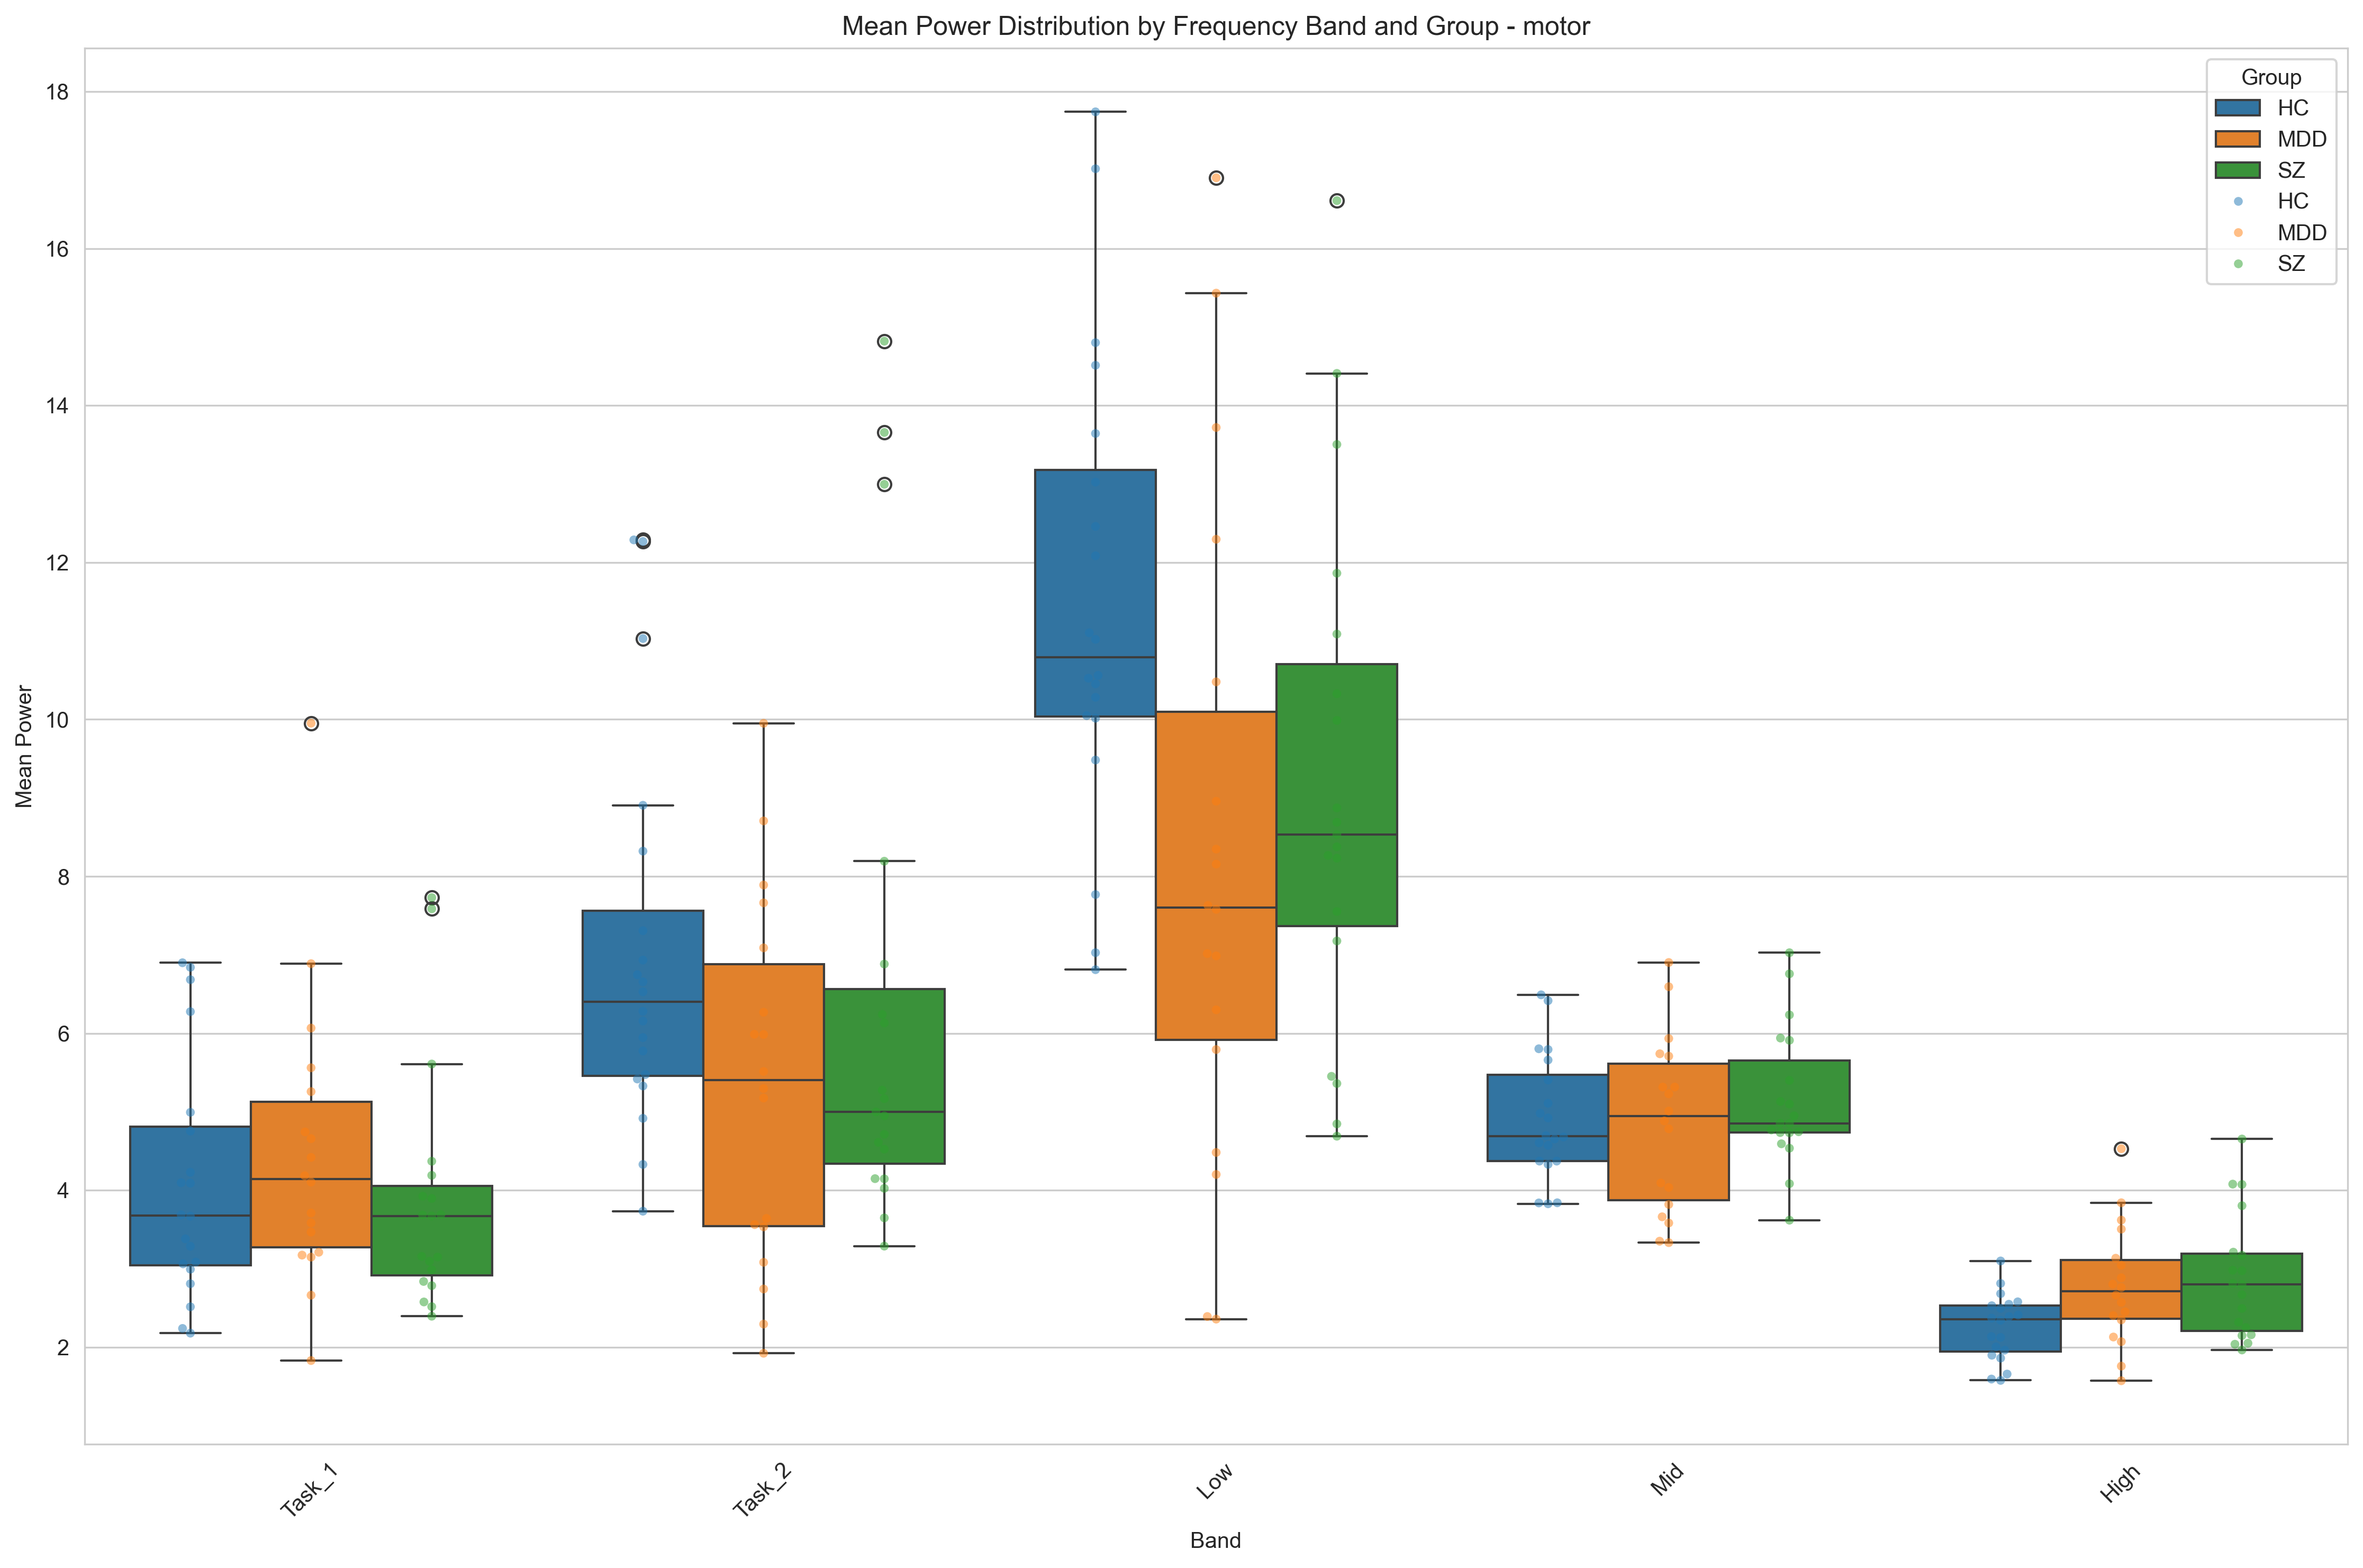 Mean Power Distribution by Frequency Band and Group - motor
Group
HC
MDD
SZ
HC
MDD
SZ
18
16
14
12
10
8
6
4
2
Mean Power
Task_1
Task_2
Low
Mid
High
Band